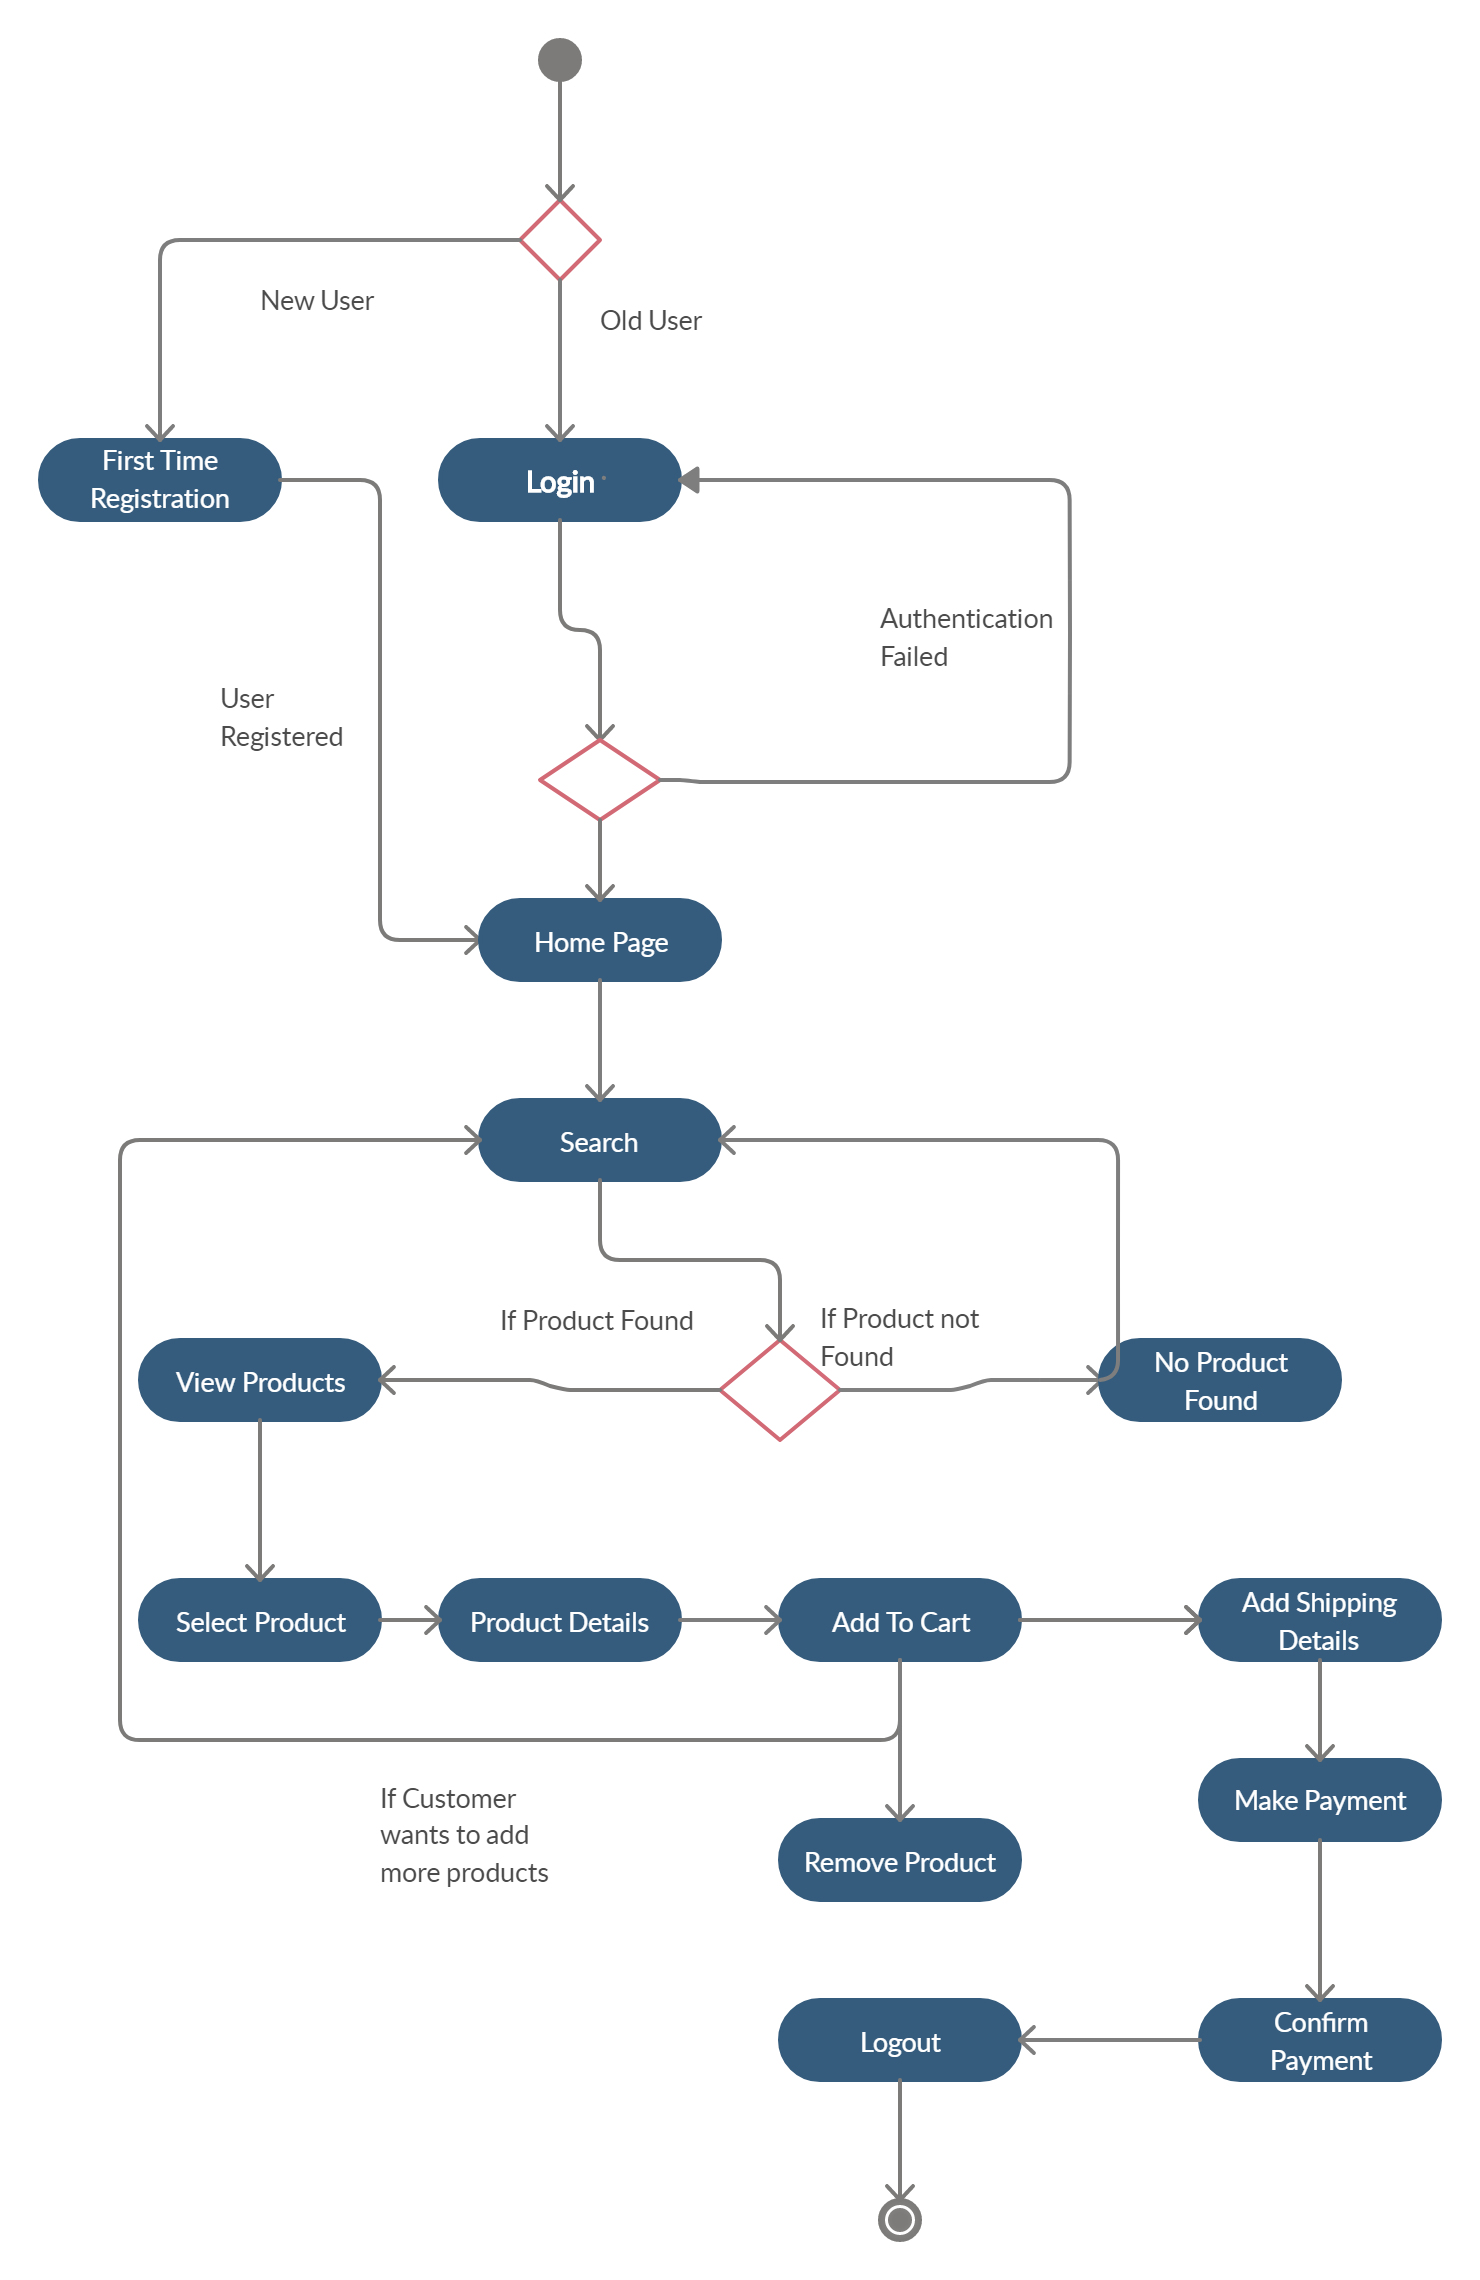 New User
Old User
First Time
Registration
Login
Authentication
Failed
User
Registered
Home Page
Search
If Product Found
If Product not
Found
View Products
No Product
Found
Select Product
Product Details
Add To Cart
Add Shipping
Details
If Customer
wants to add
more products
Make Payment
Remove Product
Logout
Confirm
Payment